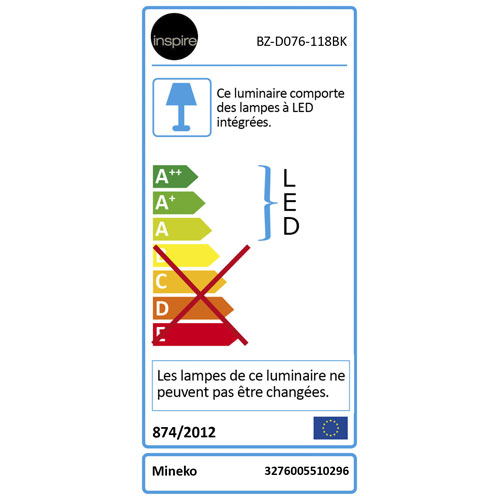 inspire
BZ-D076-118BK
Ce luminaire comporte
des lampes à LED
intégrées.
A++
A+
A
B
C
D
E
L
E
D
Les lampes de ce luminaire ne
peuvent pas être changées.
874/2012
Mineko
3276005510296